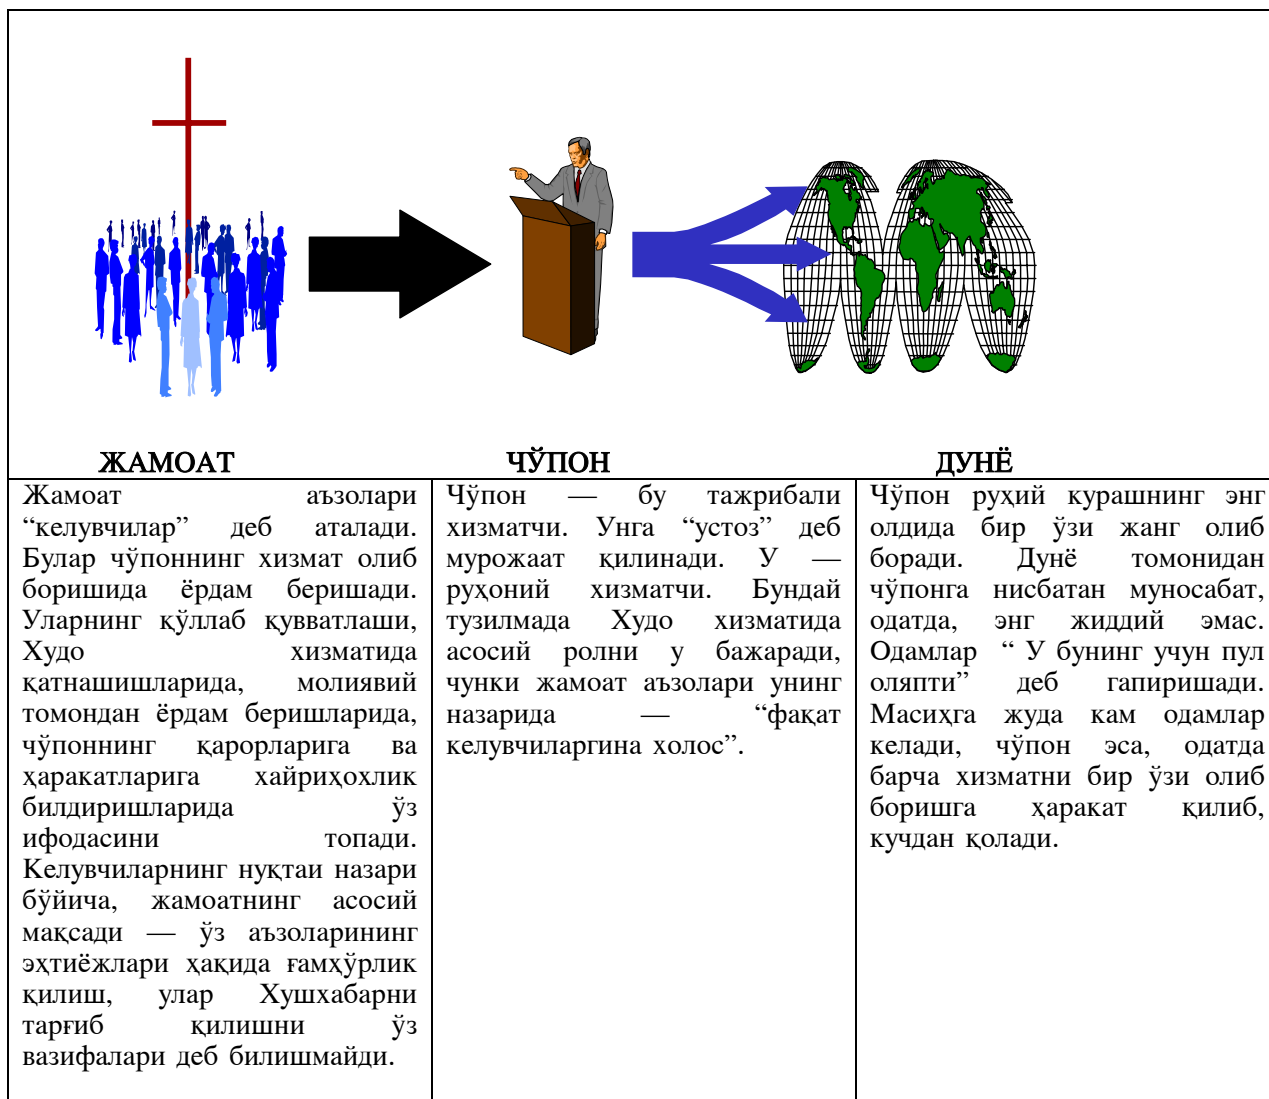 ЖАМОАТ
ЧЎПОН
ДУНЁ
Жамоат аъзолари
“келувчилар” деб аталади.
Булар чўпоннинг хизмат олиб
боришида ёрдам беришади.
Уларнинг қўллаб қувватлаши,
Худо хизматида
қатнашишларида, молиявий
томондан ёрдам беришларида,
чўпоннинг қарорларига ва
ҳаракатларига хайриҳохлик
билдиришларида ўз
ифодасини топади.
Келувчиларнинг нуқтаи назари
бўйича, жамоатнинг асосий
мақсади — ўз аъзоларининг
эҳтиёжлари ҳақида ғамҳўрлик
қилиш, улар Хушхабарни
тарғиб қилишни ўз
вазифалари деб билишмайди.
Чўпон — бу тажрибали
хизматчи. Унга “устоз” деб
мурожаат қилинади. У —
руҳоний хизматчи. Бундай
тузилмада Худо хизматида
асосий ролни у бажаради,
чунки жамоат аъзолари унинг
назарида — “фақат
келувчиларгина холос”.
Чўпон руҳий курашнинг энг
олдида бир ўзи жанг олиб
боради. Дунё томонидан
чўпонга нисбатан муносабат,
одатда, энг жиддий эмас.
Одамлар “ У бунинг учун пул
оляпти” деб гапиришади.
Масиҳга жуда кам одамлар
келади, чўпон эса, одатда
барча хизматни бир ўзи олиб
боришга ҳаракат қилиб,
кучдан қолади.